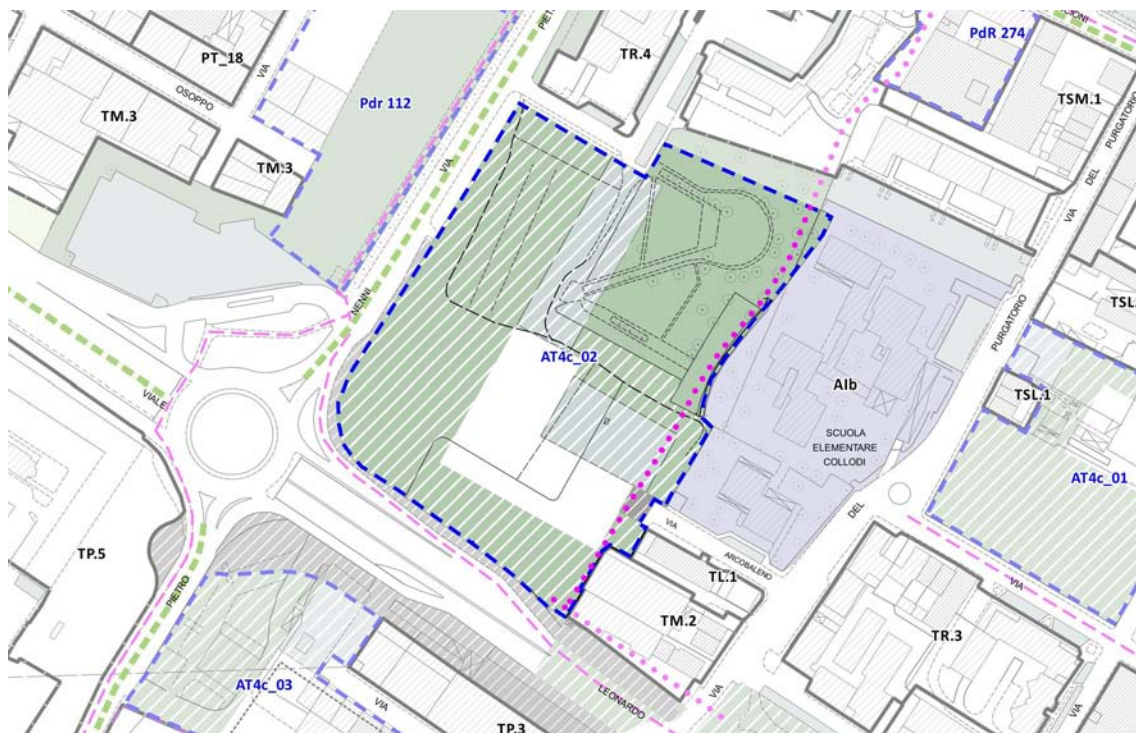 PdR 274
PT_18
VIA
TR.4
OSOPPO
Pdr 112
TSM.1
PURGATORIO
TM.3
TM.3
VIA
DEL
VIA
NENNI
PURGATORIO
AT4c_02
VIALE
AIb
TSL.1
SCUOLA
ELEMENTARE
COLLODI
AT4c_01
DEL
VIA
ARCOBALENO
VIA
TP.5
PIETRO
TL.1
TM.2
TR.3
AT4c_03
LEONARDO
VIA
VIA
VIA
TP.3